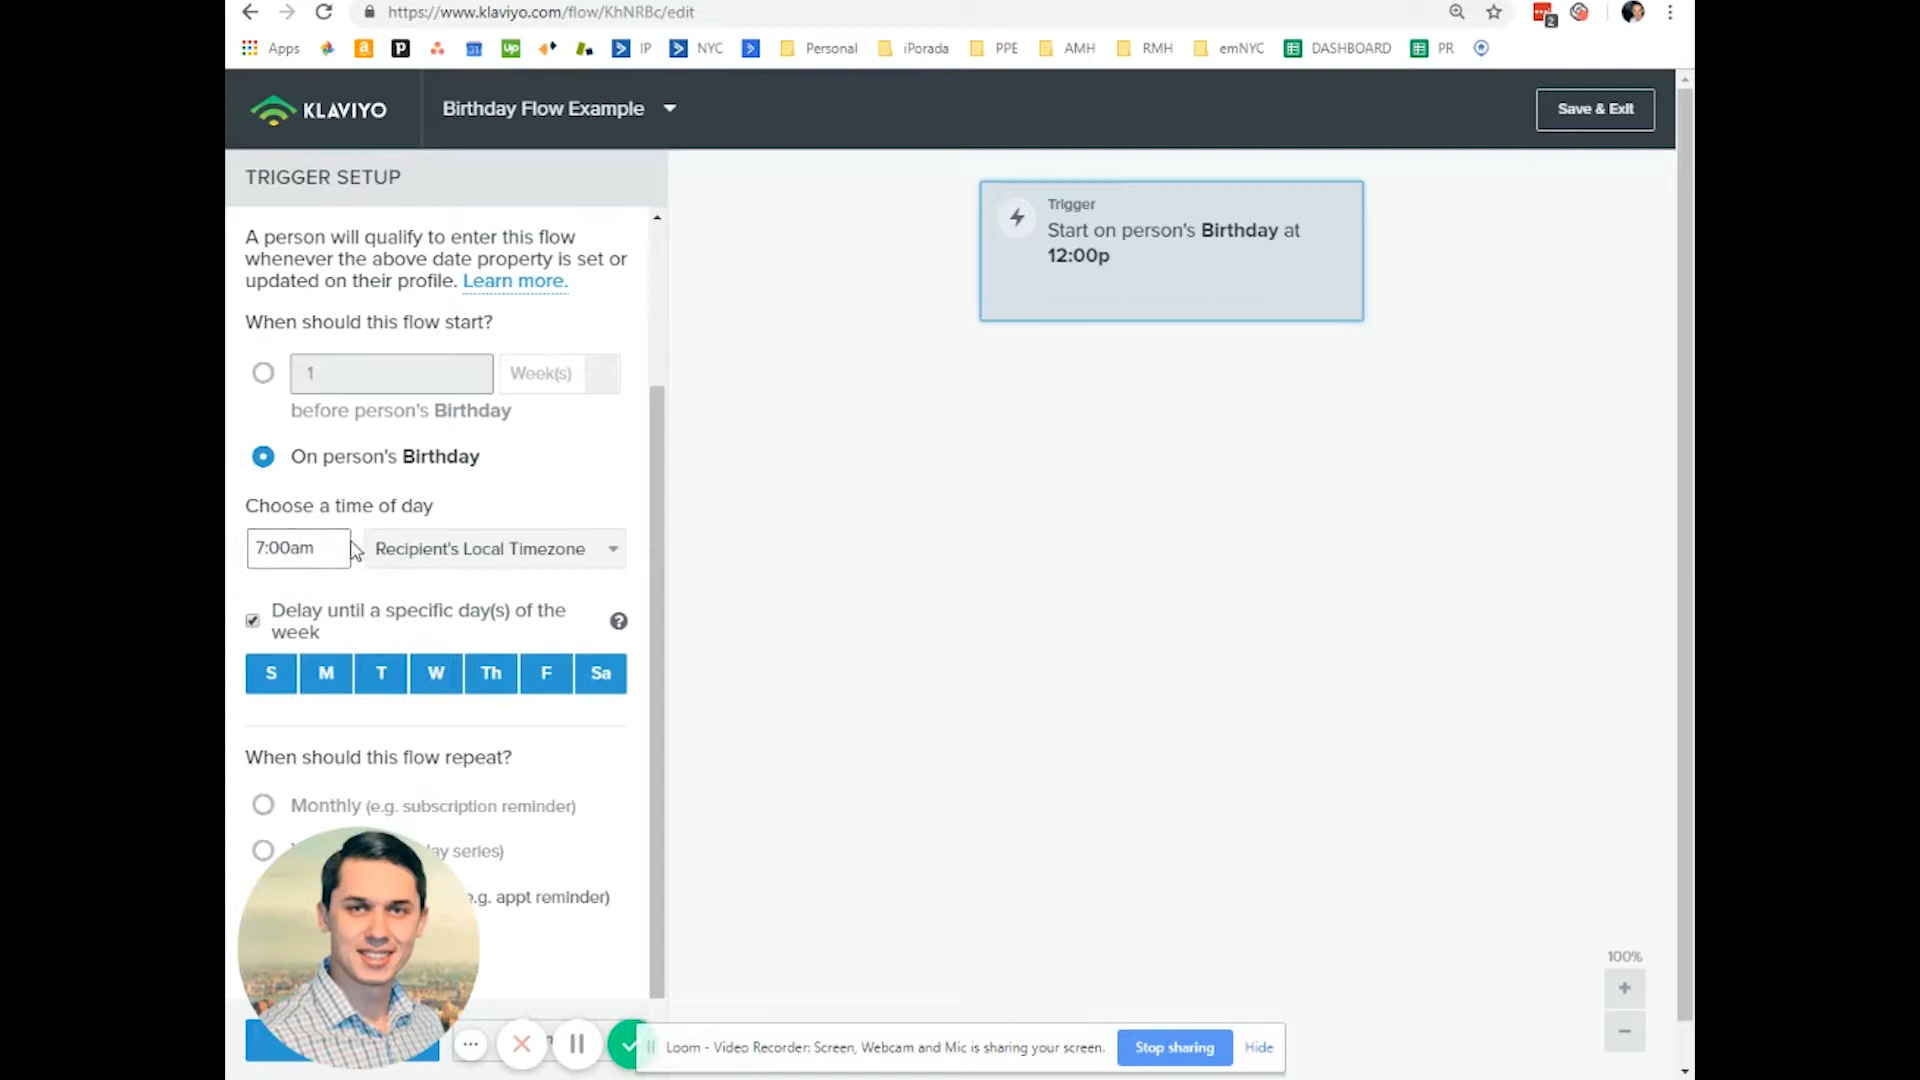 https://www.klaviyo.com/flow/KhNRBc/edit
2
Apps
a
p
31
up
IP
NYC
Personal
iPorada
PPE
AMH
RMH
emNYC
DASHBOARD
PR
KLAVIYO
Birthday Flow Example
Save & Exit
TRIGGER SETUP
A person will qualify to enter this flow
whenever the above date property is set or
updated on their profile. Learn more.
When should this flow start?
1
Week(s)
before person's Birthday
On person's Birthday
Choose a time of day
7:00am
Recipient's Local Timezone
Delay until a specific day(s) of the
week
?
S M T W Th F Sa
When should this flow repeat?
Monthly (e.g. subscription reminder)
ay series)
e.g. appt reminder)
Trigger
Start on person's Birthday at
12:00p
100%
Loom - Video Recorder: Screen, Webcam and Mic is sharing your screen.
Stop sharing
Hide